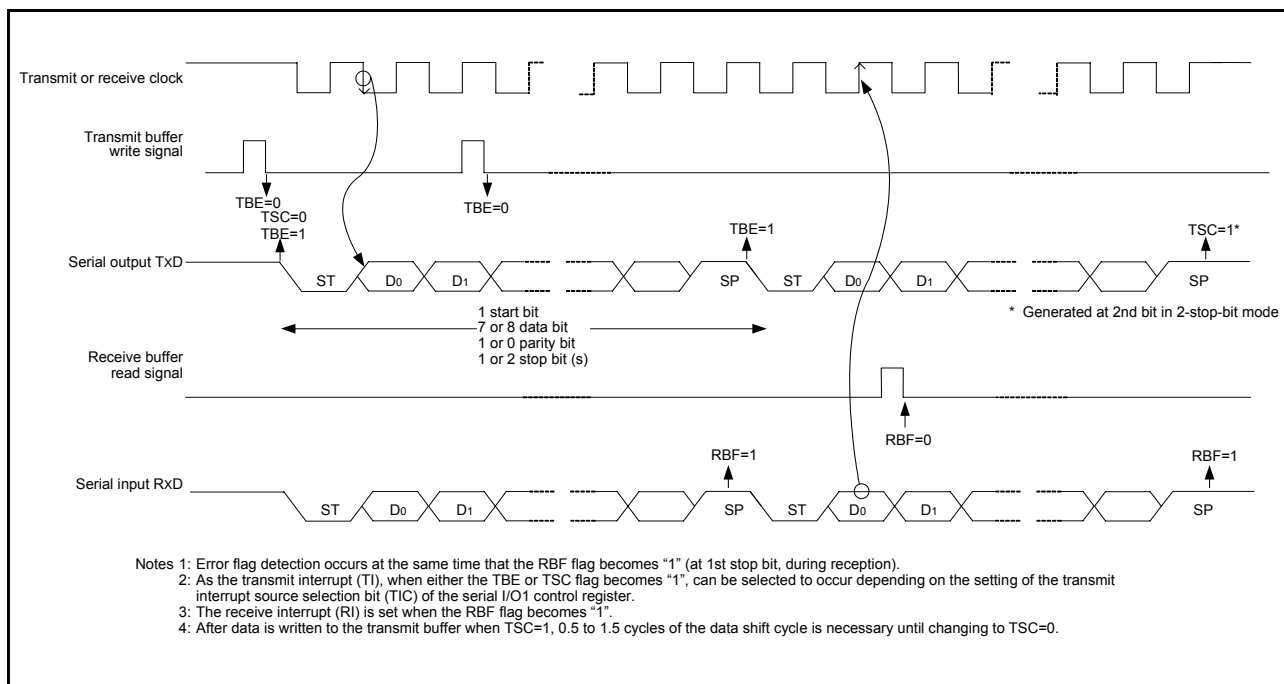 Transmit or receive clock
Transmit buffer
write signal
TBE=0
TSC=0
TBE=1
TBE=0
TBE=1
TSC=1*
Serial output TxD
ST D0 D1 SP ST D0 D1 SP
1 start bit
7 or 8 data bit
1 or 0 parity bit
1 or 2 stop bit (s)
* Generated at 2nd bit in 2-stop-bit mode
Receive buffer
read signal
RBF=0
RBF=1
RBF=1
Serial input RxD
ST D0 D1 SP ST D0 D1 SP
Notes 1: Error flag detection occurs at the same time that the RBF flag becomes “1” (at 1st stop bit, during reception).
2: As the transmit interrupt (TI), when either the TBE or TSC flag becomes “1”, can be selected to occur depending on the setting of the transmit
interrupt source selection bit (TIC) of the serial I/O1 control register.
3: The receive interrupt (RI) is set when the RBF flag becomes “1”.
4: After data is written to the transmit buffer when TSC=1, 0.5 to 1.5 cycles of the data shift cycle is necessary until changing to TSC=0.